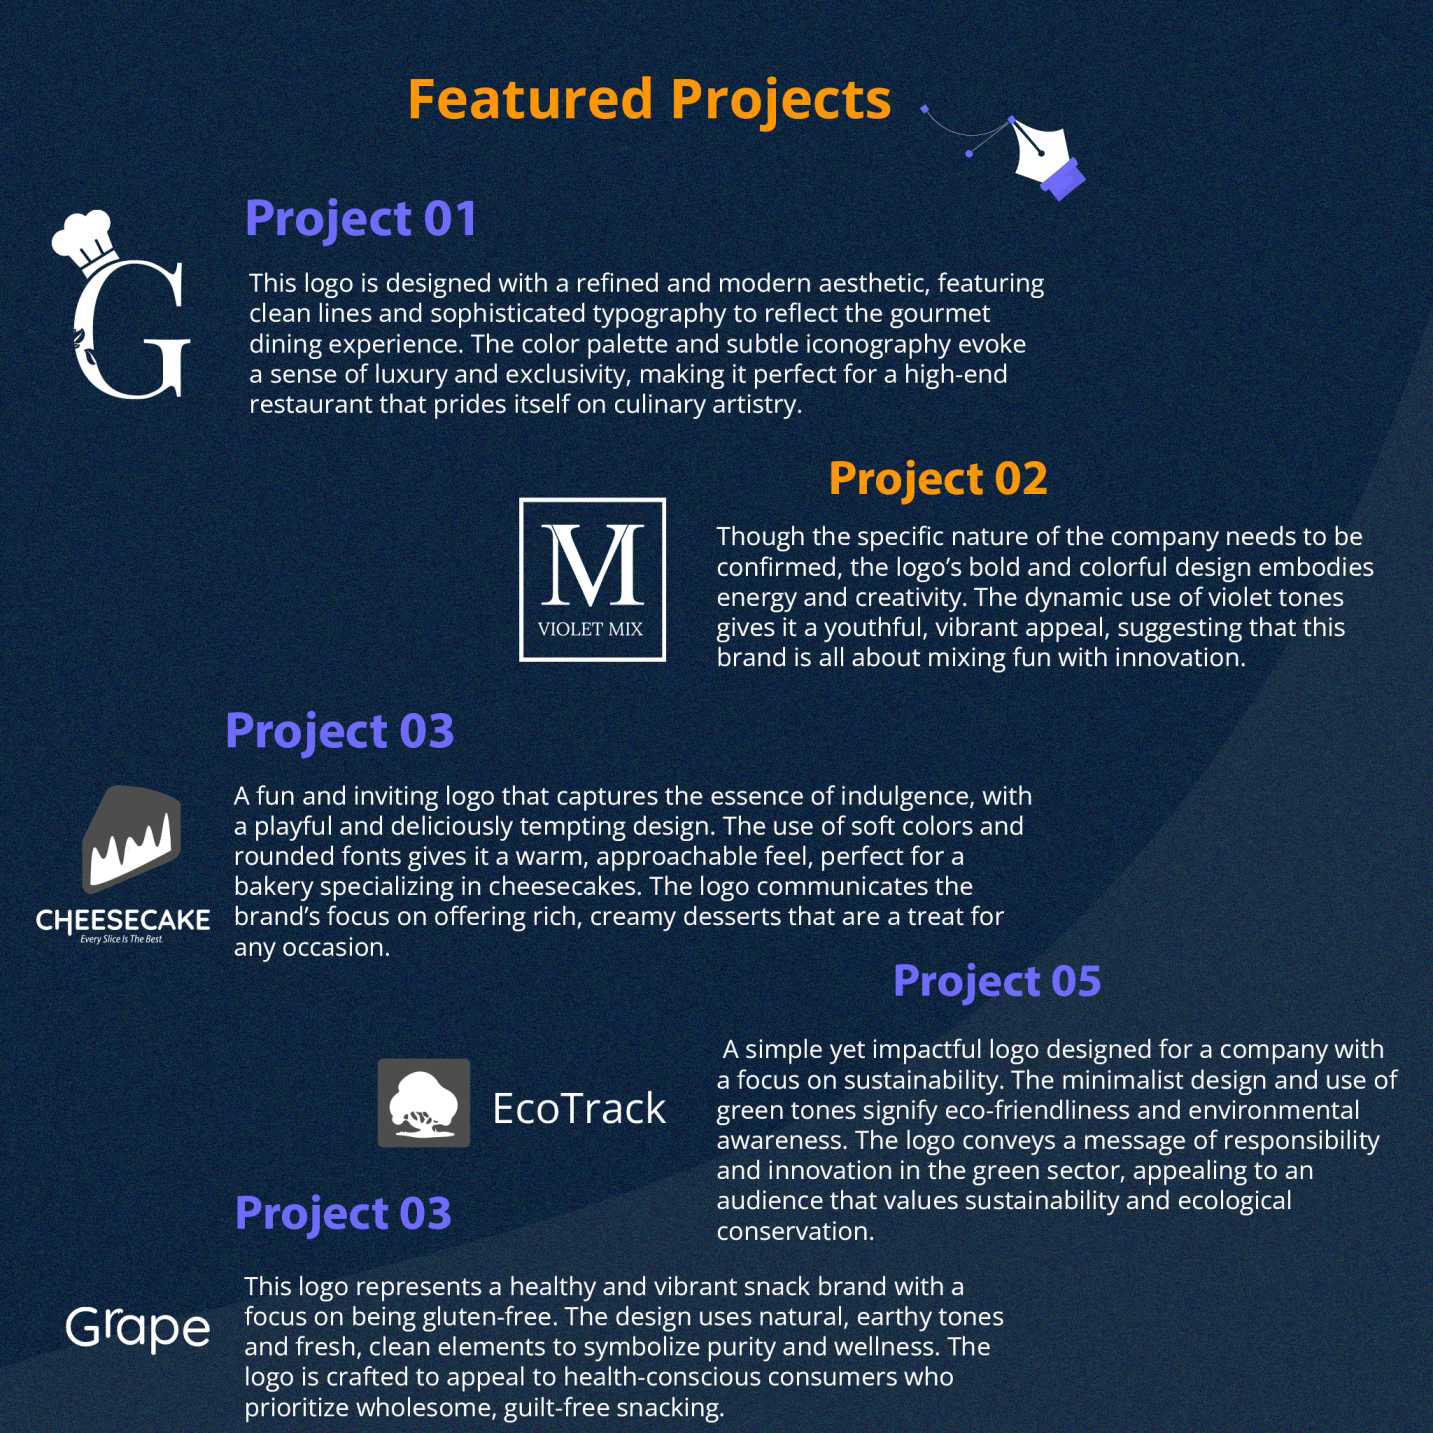 Featured Projects
Project 01
G
This logo is designed with a refined and modern aesthetic, featuring
clean lines and sophisticated typography to reflect the gourmet
dining experience. The color palette and subtle iconography evoke
a sense of luxury and exclusivity, making it perfect for a high-end
restaurant that prides itself on culinary artistry.
Project 02
M
VIOLET MIX
Though the specific nature of the company needs to be
confirmed, the logo’s bold and colorful design embodies
energy and creativity. The dynamic use of violet tones
gives it a youthful, vibrant appeal, suggesting that this
brand is all about mixing fun with innovation.
Project 03
A fun and inviting logo that captures the essence of indulgence, with
a playful and deliciously tempting design. The use of soft colors and
rounded fonts gives it a warm, approachable feel, perfect for a
bakery specializing in cheesecakes. The logo communicates the
brand’s focus on offering rich, creamy desserts that are a treat for
any occasion.
CHEESECAKE
Every Slice Is The Best.
Project 05
A simple yet impactful logo designed for a company with
a focus on sustainability. The minimalist design and use of
green tones signify eco-friendliness and environmental
awareness. The logo conveys a message of responsibility
and innovation in the green sector, appealing to an
audience that values sustainability and ecological
conservation.
EcoTrack
Project 03
Grape
This logo represents a healthy and vibrant snack brand with a
focus on being gluten-free. The design uses natural, earthy tones
and fresh, clean elements to symbolize purity and wellness. The
logo is crafted to appeal to health-conscious consumers who
prioritize wholesome, guilt-free snacking.